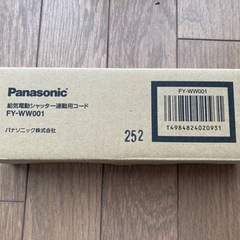 Panasonic
給気電動シャッター連動用コード
FY-WW001
パナソニック株式会社
252
FY-WW001
T4984824020931